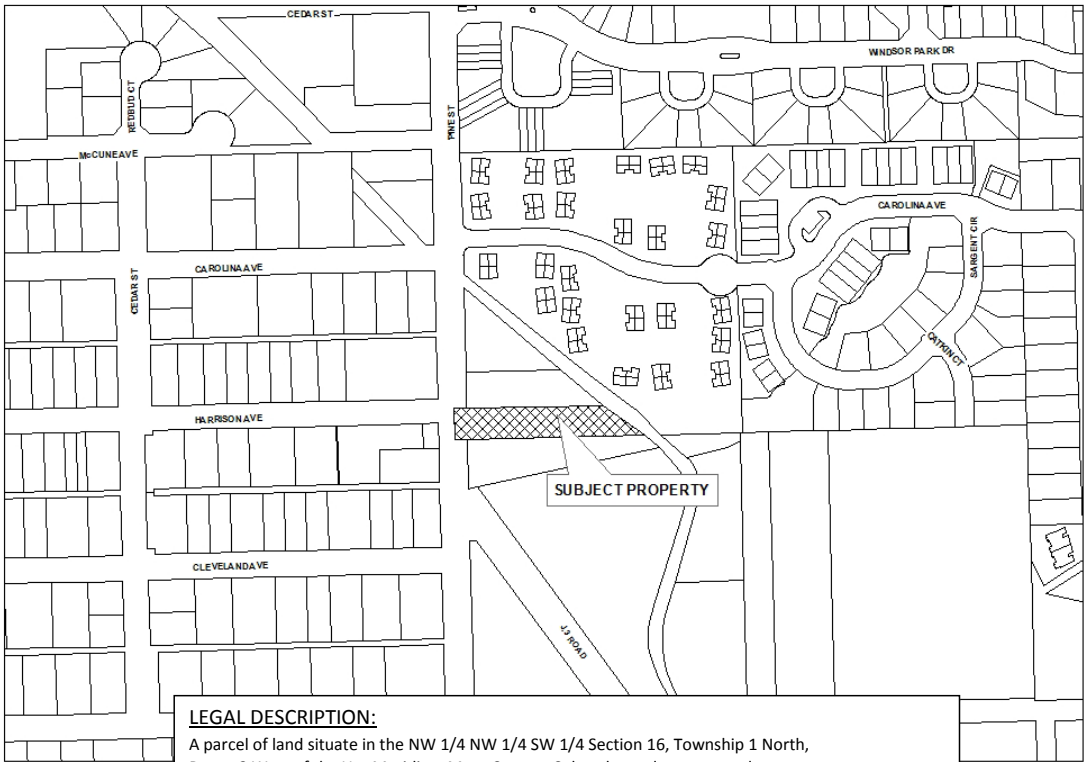 CEDAR ST
WINDSOR PARK DR
REDBUD CT
PINE ST
McCUNE AVE
CAROLINA AVE
SARGENT CIR
CAROLINA AVE
CEDAR ST
CATKIN CT
HARRISON AVE
SUBJECT PROPERTY
CLEVELAND AVE
J.9 ROAD
LEGAL DESCRIPTION:
A parcel of land situate in the NW 1/4 NW 1/4 SW 1/4 Section 16, Township 1 North,